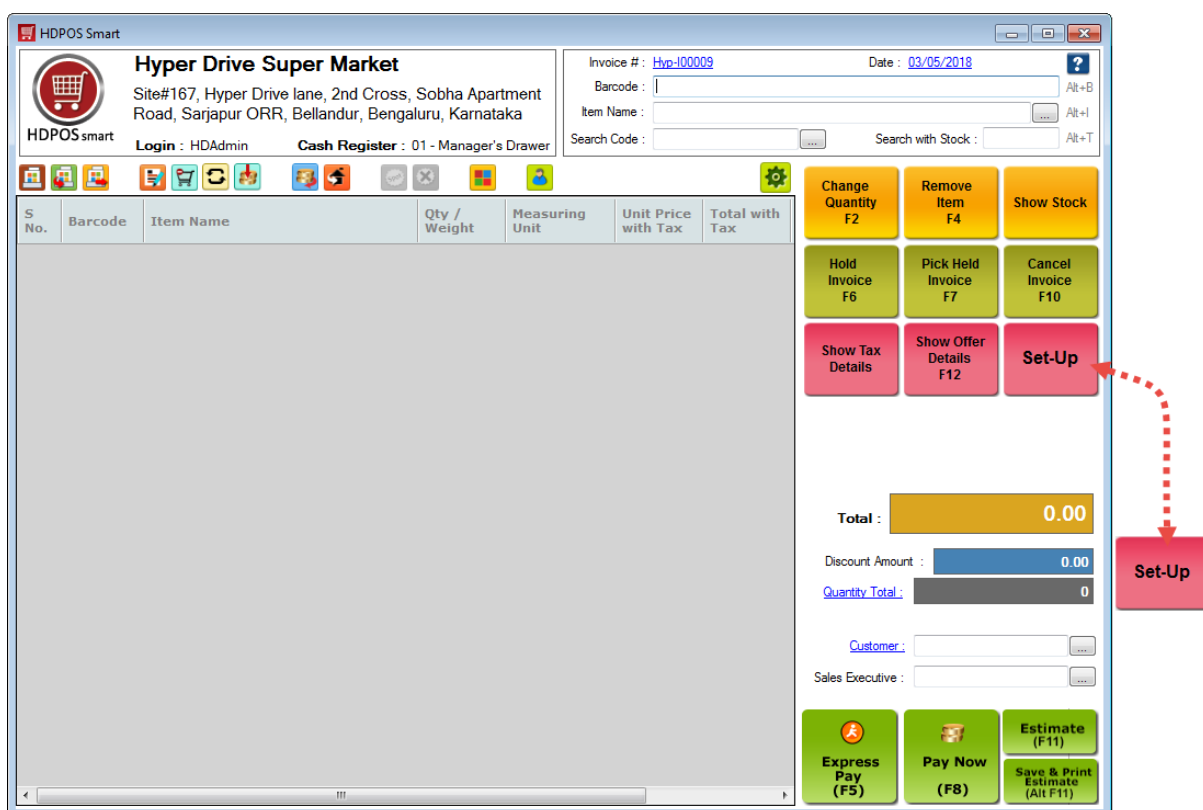 HDPOS Smart
Hyper Drive Super Market
Site#167, Hyper Drive lane, 2nd Cross, Sobha Apartment
Road, Sarjapur ORR, Bellandur, Bengaluru, Karnataka
HDPOS smart
Login : HDAdmin Cash Register : 01 - Manager's Drawer
Invoice # : Hyp-I00009 Date : 03/05/2018 ?
Barcode : Alt+B
Item Name : ... Alt+I
Search Code : ... Search with Stock : Alt+T
S No. Barcode Item Name Qty / Weight Measuring Unit Unit Price with Tax Total with Tax
Change
Quantity
F2
Remove
Item
F4
Show Stock
Hold
Invoice
F6
Pick Held
Invoice
F7
Cancel
Invoice
F10
Show Tax
Details
Show Offer
Details
F12
Set-Up
Total : 0.00
Discount Amount : 0.00
Quantity Total : 0
Customer : ...
Sales Executive : ...
Express
Pay
(F5)
Pay Now
(F8)
Estimate
(F11)
Save & Print
Estimate
(Alt F11)
Set-Up